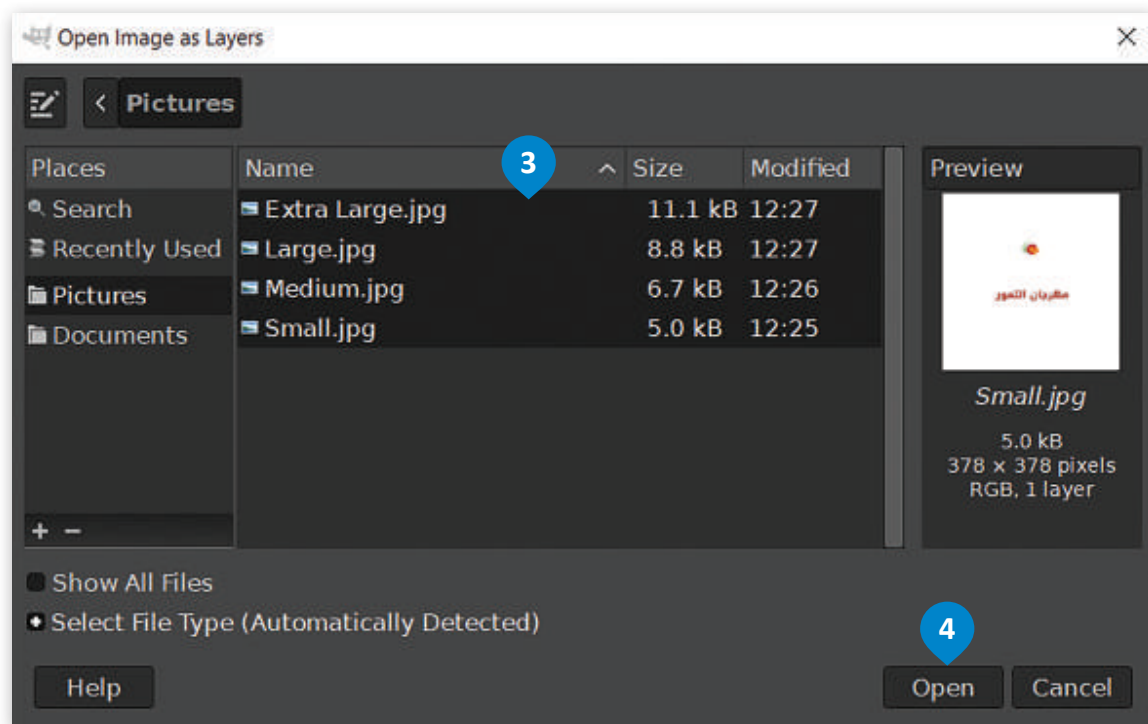 Open Image as Layers
Pictures
Places
Name Size Modified
Preview
Search
Recently Used
Pictures
Documents
Extra Large.jpg 11.1 kB 12:27
Large.jpg 8.8 kB 12:27
Medium.jpg 6.7 kB 12:26
Small.jpg 5.0 kB 12:25
3
مهرجان التمور
Small.jpg
5.0 kB
378 × 378 pixels
RGB, 1 layer
+ −
Show All Files
Select File Type (Automatically Detected)
4
Help
Open
Cancel